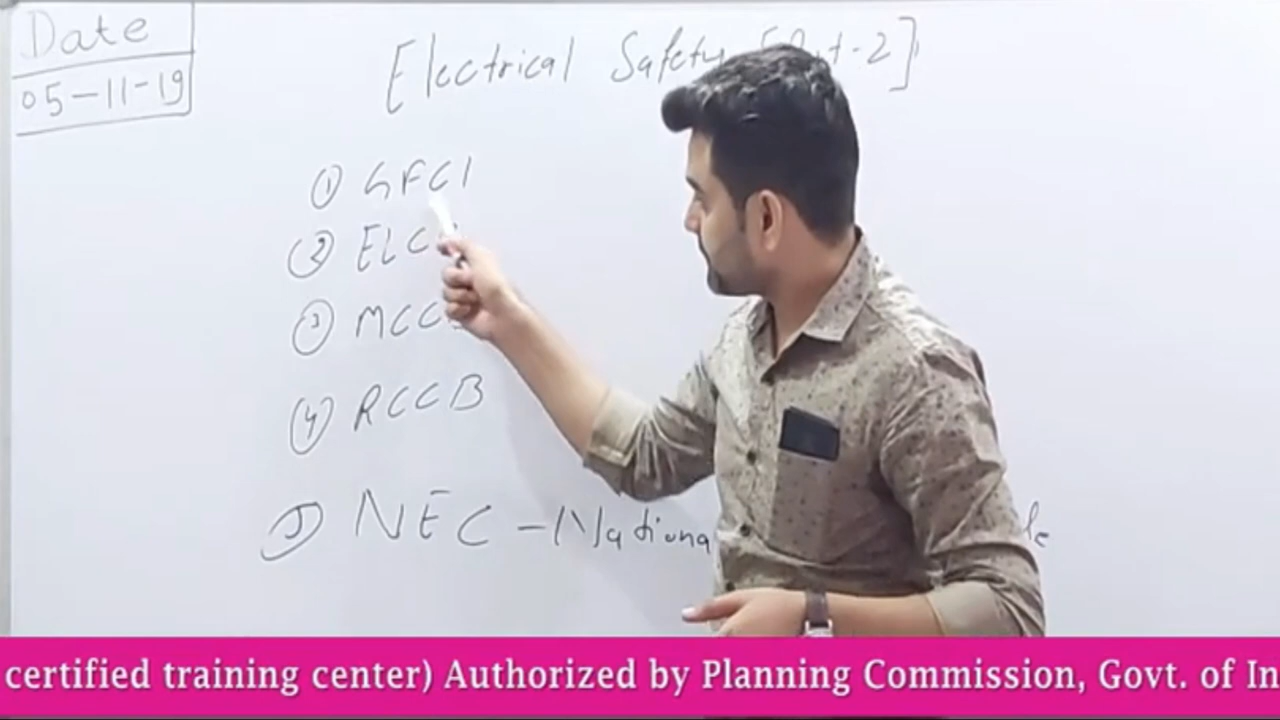 Date
05-11-19
[Electrical Safety [Part-2]
① GFCI
② ELC
③ MCC
④ RCCB
⑤ NEC - National
certified training center) Authorized by Planning Commission, Govt. of In